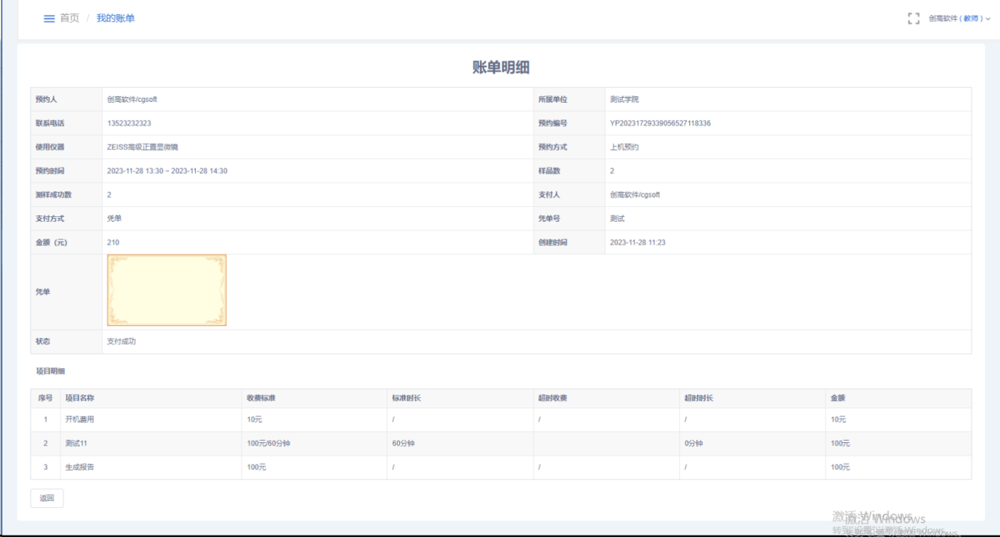 首页 / 我的账单
创高软件 ( 教师 )
账单明细
预约人 创高软件/cgsoft 所属单位 测试学院
联系电话 13523232323 预约编号 YP20231729339056527118336
使用仪器 ZEISS高级正置显微镜 预约方式 上机预约
预约时间 2023-11-28 13:30 ~ 2023-11-28 14:30 样品数 2
测样成功数 2 支付人 创高软件/cgsoft
支付方式 凭单 凭单号 测试
金额（元） 210 创建时间 2023-11-28 11:23
凭单
状态 支付成功
项目明细
序号 项目名称 收费标准 标准时长 超时收费 超时时长 金额
1 开机费用 10元 / / / 10元
2 测试11 100元/60分钟 60分钟 0分钟 100元
3 生成报告 100元 / / / 100元
返回
激活 Windows
激活 Windows